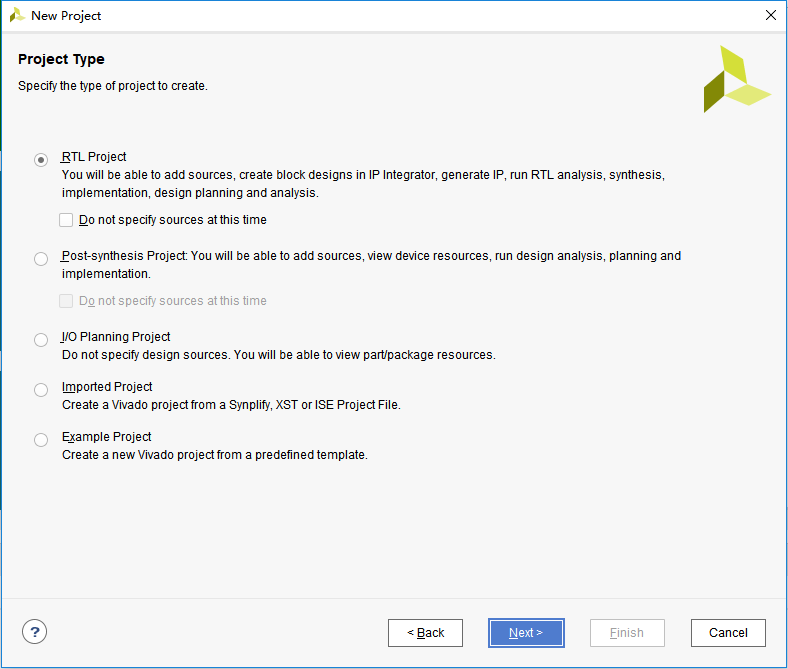 New Project
Project Type
Specify the type of project to create.
RTL Project
You will be able to add sources, create block designs in IP Integrator, generate IP, run RTL analysis, synthesis,
implementation, design planning and analysis.
Do not specify sources at this time
Post-synthesis Project: You will be able to add sources, view device resources, run design analysis, planning and
implementation.
Do not specify sources at this time
I/O Planning Project
Do not specify design sources. You will be able to view part/package resources.
Imported Project
Create a Vivado project from a Synplify, XST or ISE Project File.
Example Project
Create a new Vivado project from a predefined template.
? < Back Next > Finish Cancel